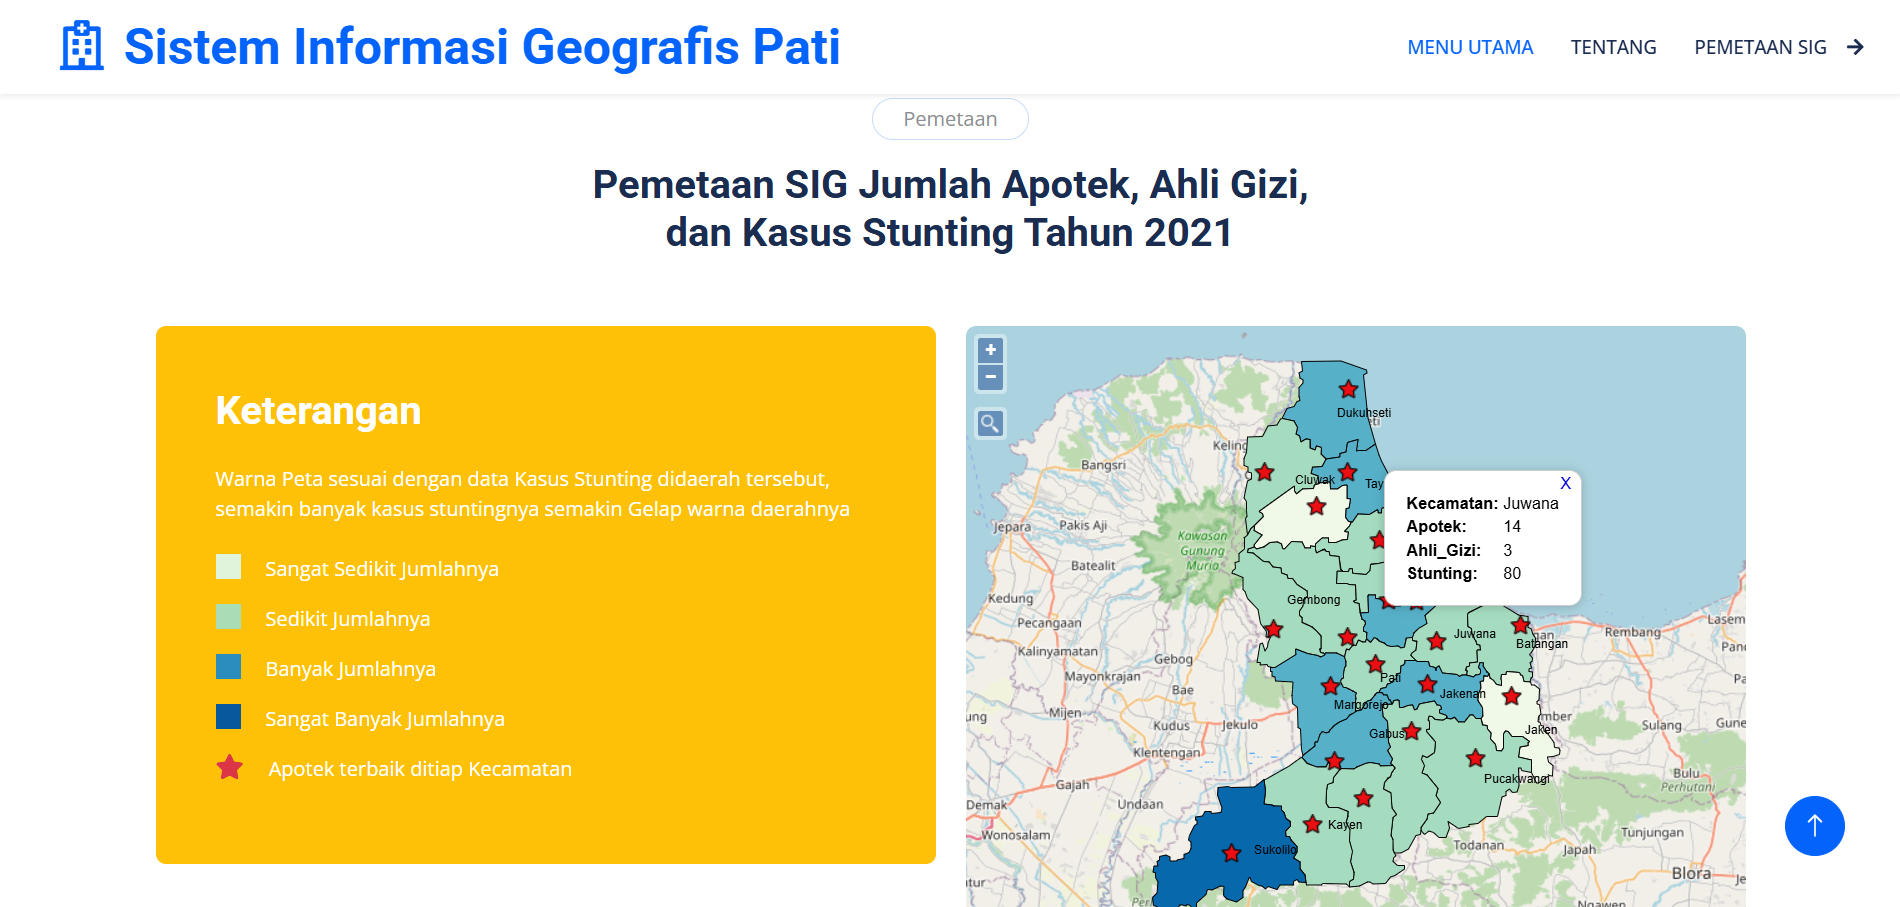 Sistem Informasi Geografis Pati
MENU UTAMA
TENTANG
PEMETAAN SIG
Pemetaan
Pemetaan SIG Jumlah Apotek, Ahli Gizi,
dan Kasus Stunting Tahun 2021
Keterangan
Warna Peta sesuai dengan data Kasus Stunting didaerah tersebut,
semakin banyak kasus stuntingnya semakin Gelap warna daerahnya
Sangat Sedikit Jumlahnya
Sedikit Jumlahnya
Banyak Jumlahnya
Sangat Banyak Jumlahnya
Apotek terbaik ditiap Kecamatan
+
−
Dukuhseti
Keling
Bangsri
Cluwak
Tay
X
Kecamatan: Juwana
Apotek: 14
Ahli_Gizi: 3
Stunting: 80
Jepara
Pakis Aji
Kawasan
Gunung
Muria
Batealit
Kedung
Gembong
Pecangaan
Juwana
Batangan
Rembang
Lasem
Kalinyamatan
Gebog
Mayonkrajan
Pati
Bae
Jakenan
Margorejo
Mijen
Kudus
Jekulo
Gabus
Jaken
Sulang
Gune
Klentengan
Pucakwangi
Bulu
Perhutani
Gajah
Undaan
Demak
Wonosalam
Kayen
Tunjungan
Sukolilo
Todanan
Japah
Blora
Je
Ngawen